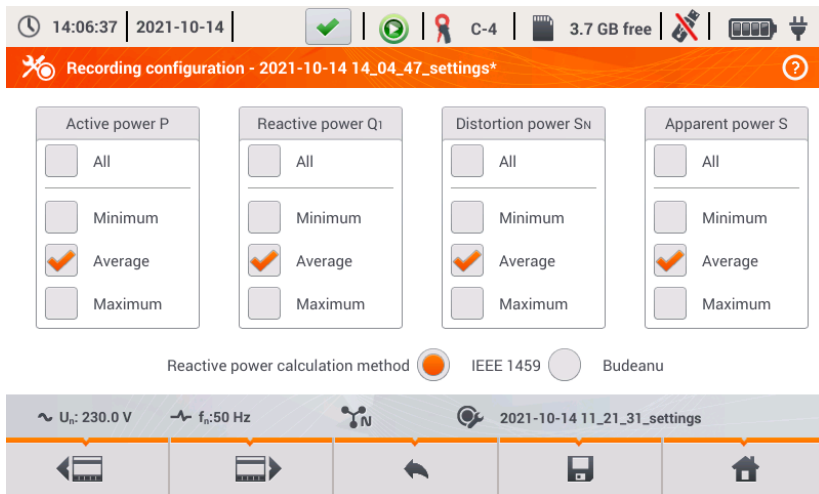 14:06:37 2021-10-14 C-4 3.7 GB free
Recording configuration - 2021-10-14 14_04_47_settings* ?
Active power P Reactive power Q1 Distortion power SN Apparent power S
All All All All
Minimum Minimum Minimum Minimum
Average Average Average Average
Maximum Maximum Maximum Maximum
Reactive power calculation method IEEE 1459 Budeanu
Un: 230.0 V fn:50 Hz N 2021-10-14 11_21_31_settings